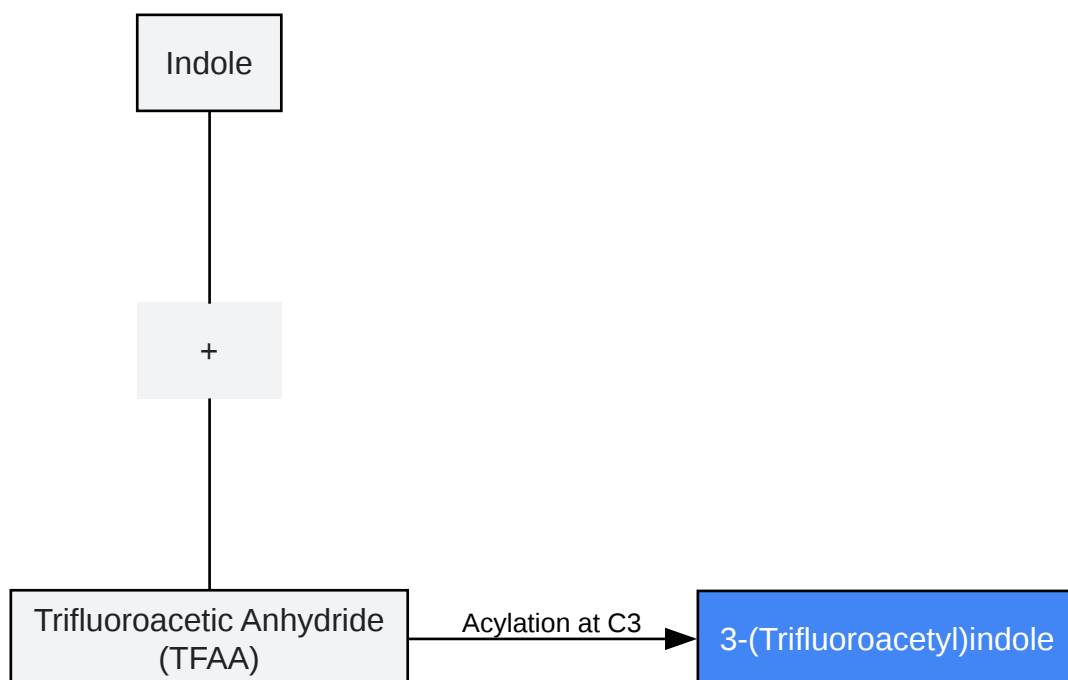 Indole
+
Trifluoroacetic Anhydride
(TFAA)
Acylation at C3
3-(Trifluoroacetyl)indole